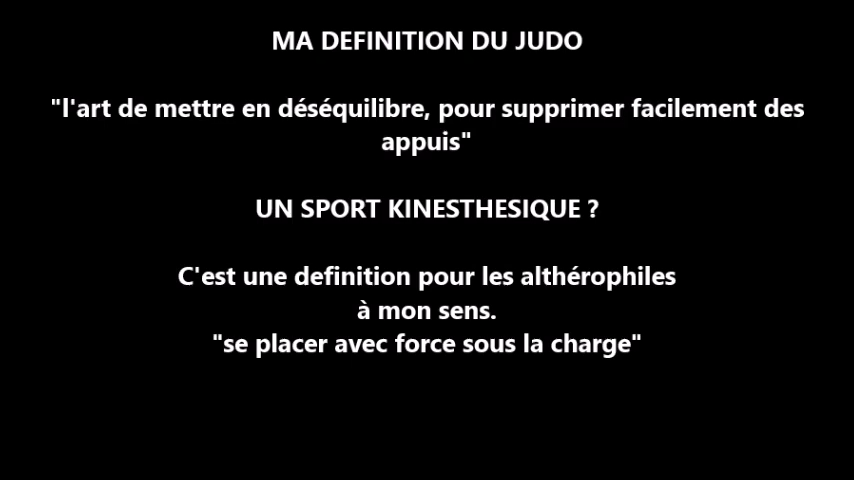 MA DEFINITION DU JUDO
"l'art de mettre en déséquilibre, pour supprimer facilement des
appuis"
UN SPORT KINESTHESIQUE ?
C'est une definition pour les althérophiles
à mon sens.
"se placer avec force sous la charge"